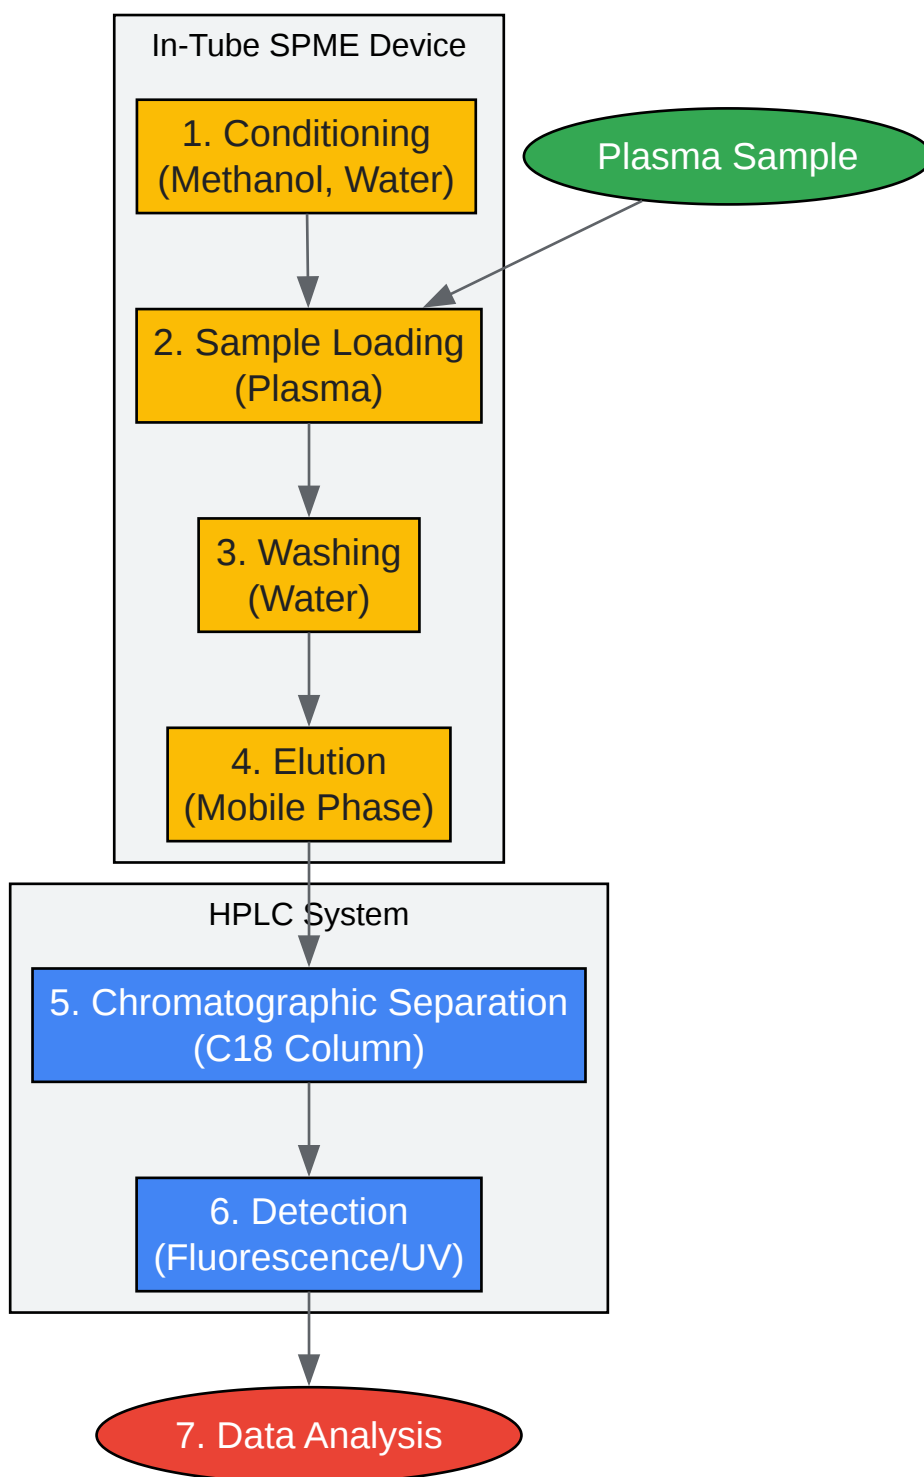 In-Tube SPME Device
1. Conditioning
(Methanol, Water)
Plasma Sample
2. Sample Loading
(Plasma)
3. Washing
(Water)
4. Elution
(Mobile Phase)
HPLC System
5. Chromatographic Separation
(C18 Column)
6. Detection
(Fluorescence/UV)
7. Data Analysis